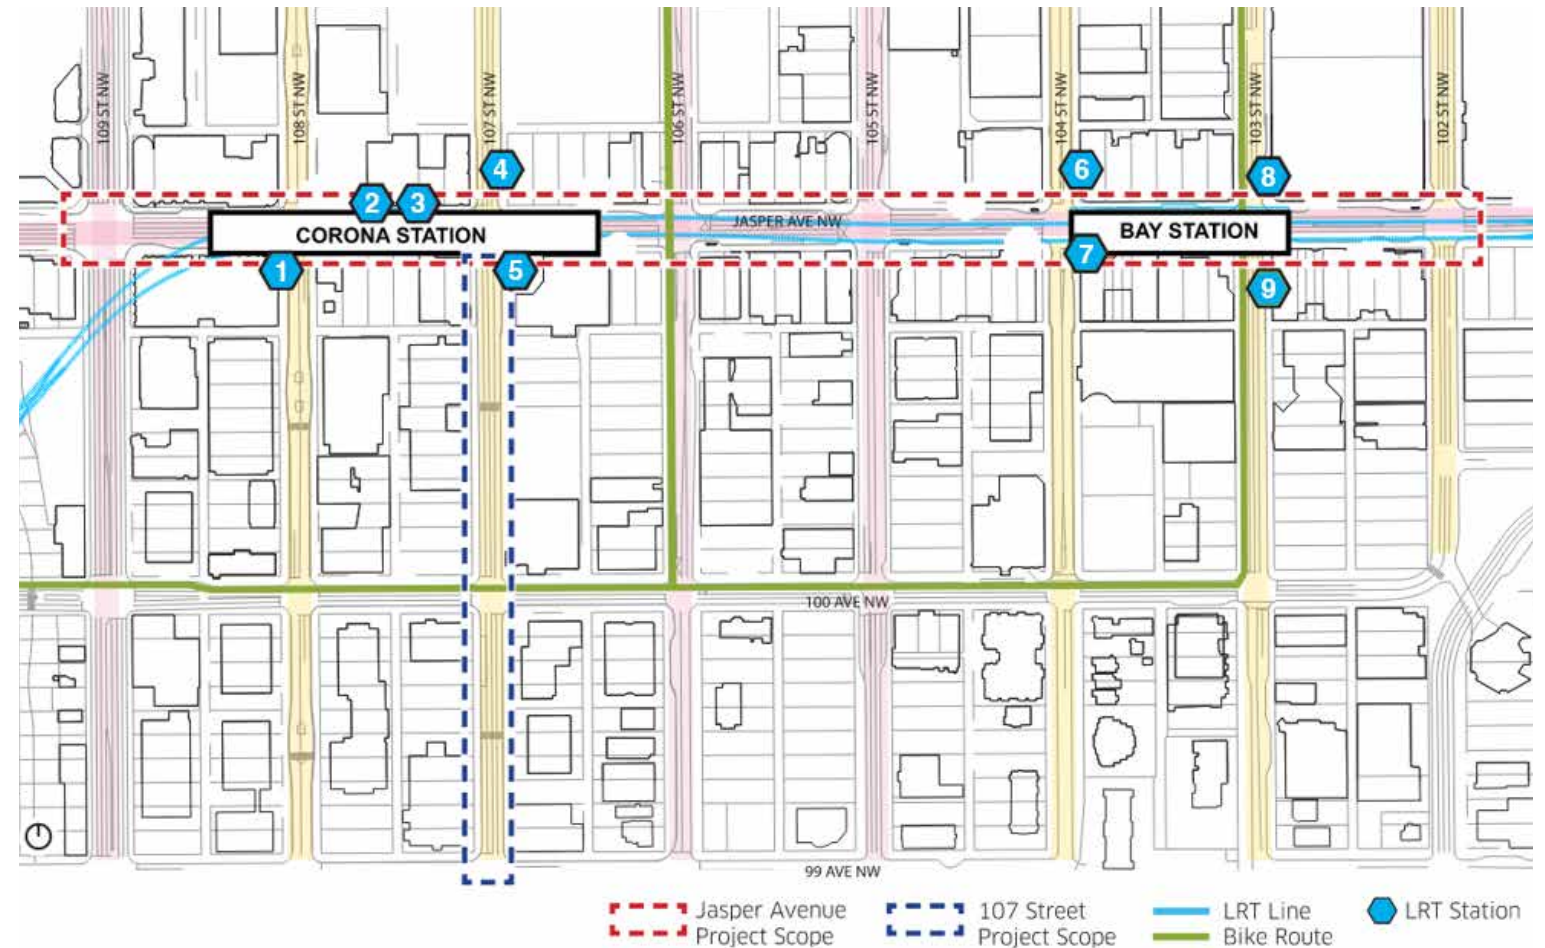 109 ST NW
108 ST NW
107 ST NW
106 ST NW
105 ST NW
104 ST NW
103 ST NW
102 ST NW
4
6
8
2
3
JASPER AVE NW
CORONA STATION
BAY STATION
1
5
7
9
100 AVE NW
99 AVE NW
Jasper Avenue
Project Scope
107 Street
Project Scope
LRT Line
Bike Route
LRT Station